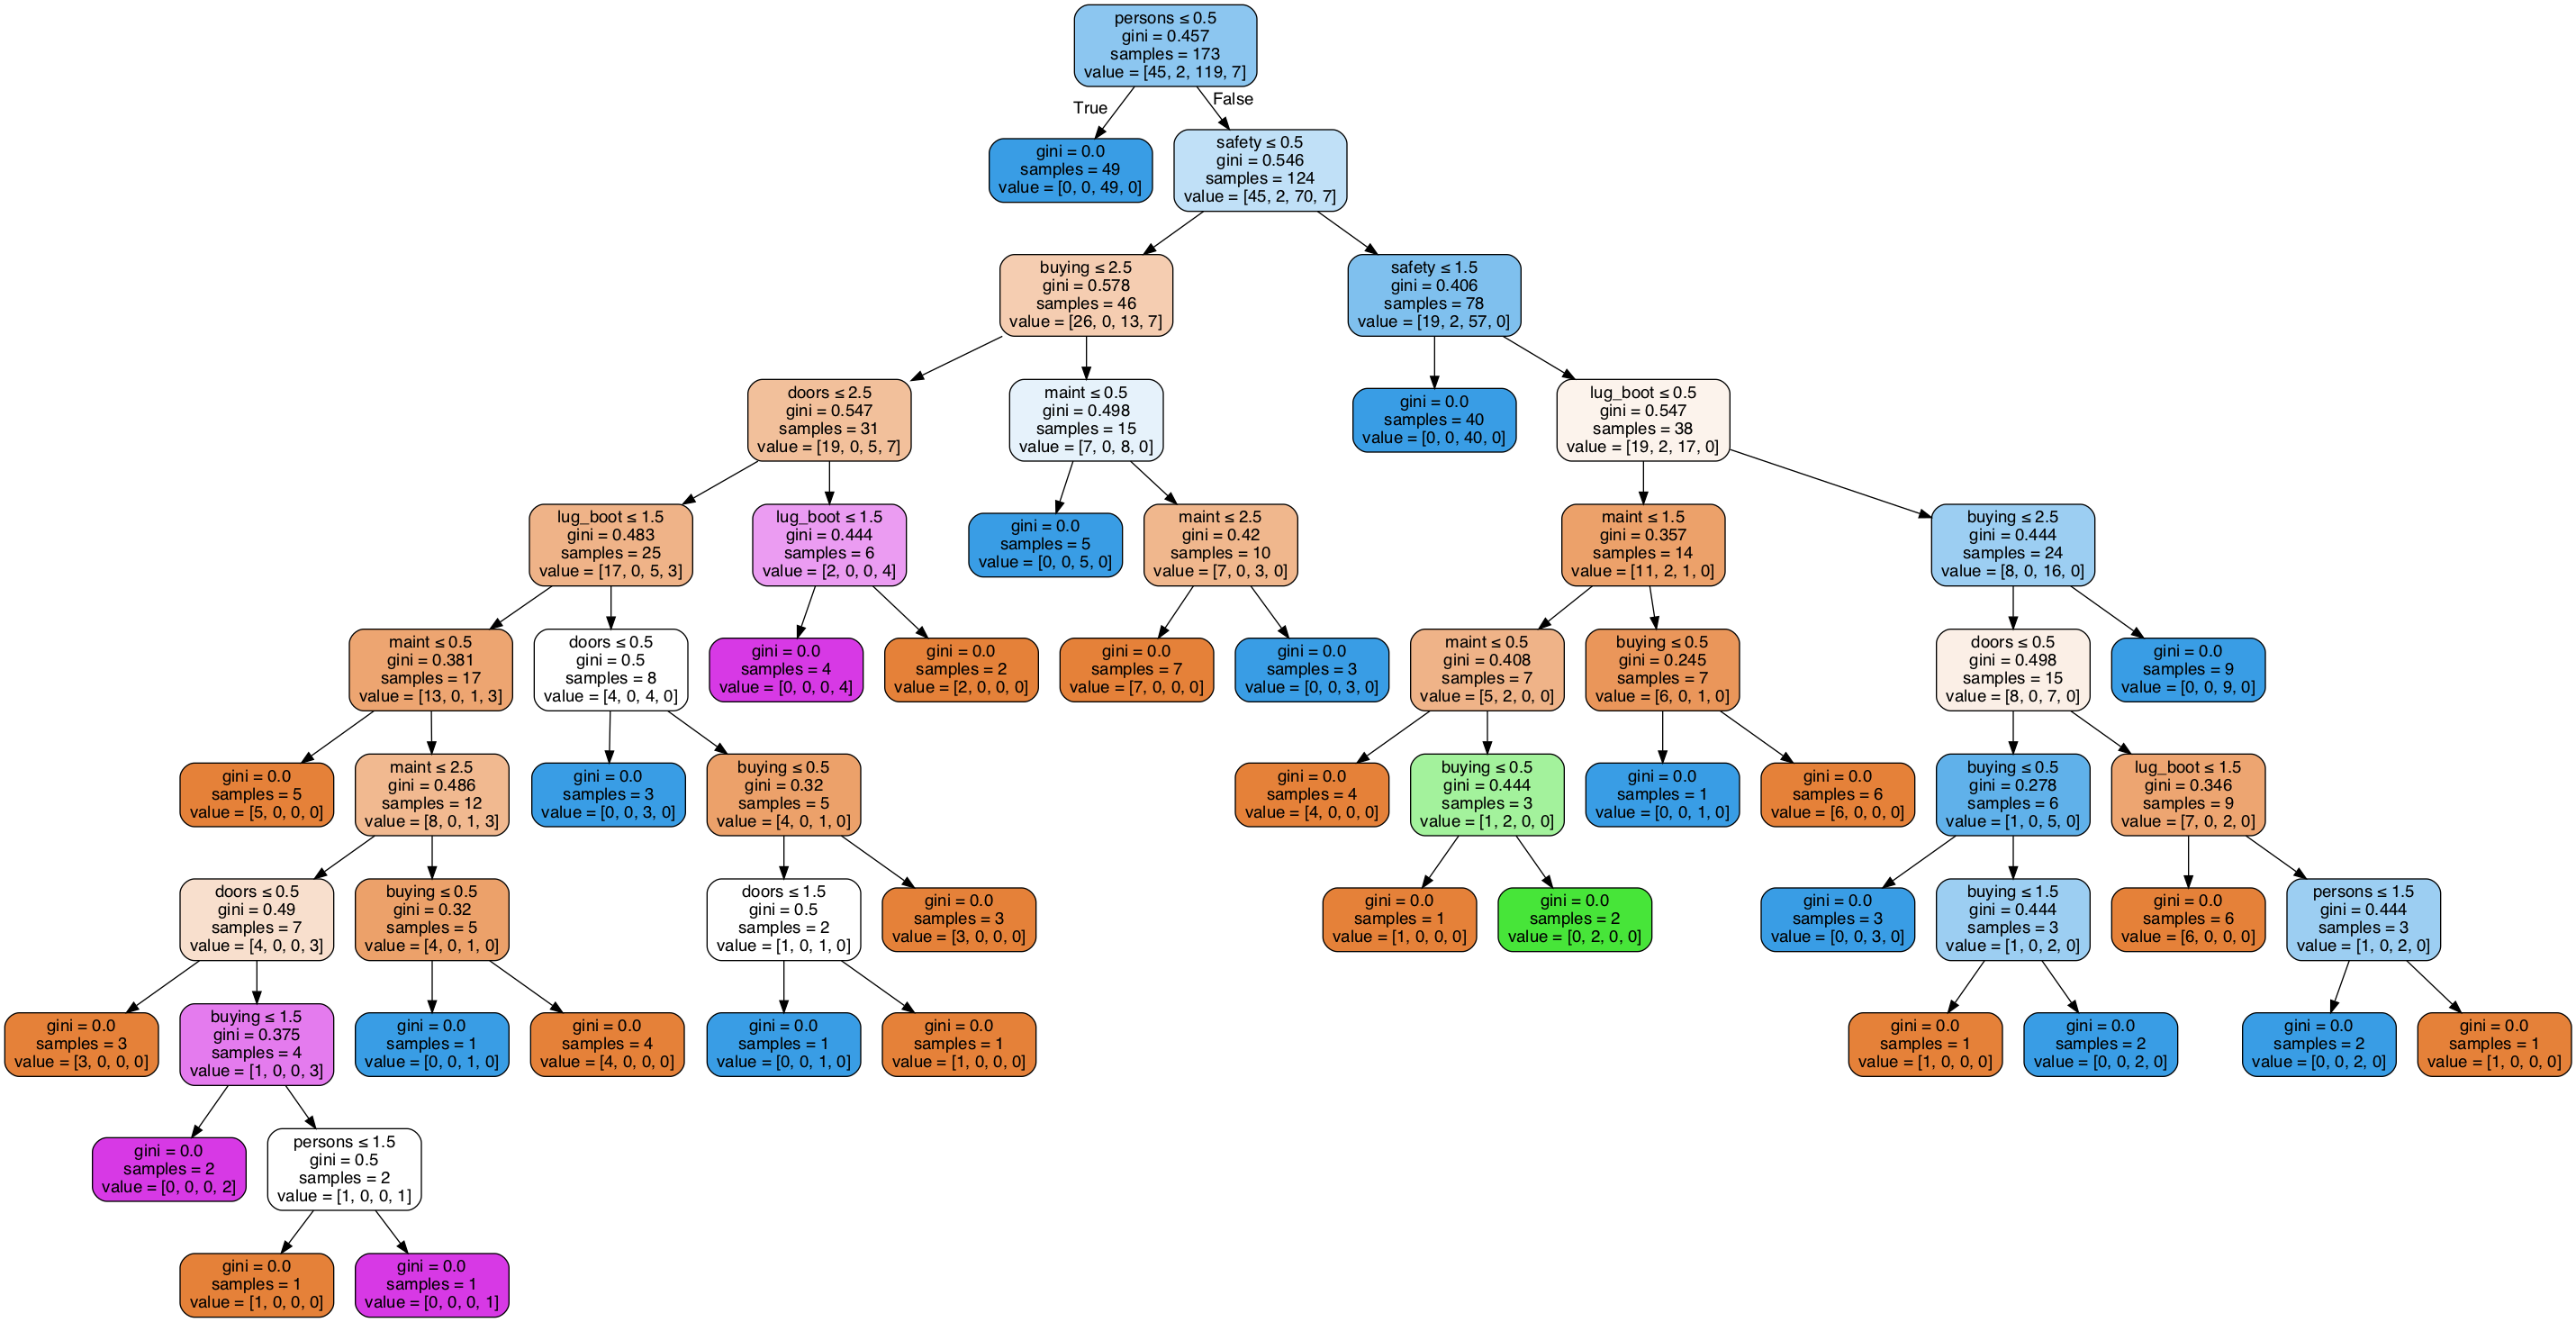 persons ≤ 0.5
gini = 0.457
samples = 173
value = [45, 2, 119, 7]
True
False
gini = 0.0
samples = 49
value = [0, 0, 49, 0]
safety ≤ 0.5
gini = 0.546
samples = 124
value = [45, 2, 70, 7]
buying ≤ 2.5
gini = 0.578
samples = 46
value = [26, 0, 13, 7]
safety ≤ 1.5
gini = 0.406
samples = 78
value = [19, 2, 57, 0]
doors ≤ 2.5
gini = 0.547
samples = 31
value = [19, 0, 5, 7]
maint ≤ 0.5
gini = 0.498
samples = 15
value = [7, 0, 8, 0]
gini = 0.0
samples = 40
value = [0, 0, 40, 0]
lug_boot ≤ 0.5
gini = 0.547
samples = 38
value = [19, 2, 17, 0]
lug_boot ≤ 1.5
gini = 0.483
samples = 25
value = [17, 0, 5, 3]
lug_boot ≤ 1.5
gini = 0.444
samples = 6
value = [2, 0, 0, 4]
gini = 0.0
samples = 5
value = [0, 0, 5, 0]
maint ≤ 2.5
gini = 0.42
samples = 10
value = [7, 0, 3, 0]
maint ≤ 1.5
gini = 0.357
samples = 14
value = [11, 2, 1, 0]
buying ≤ 2.5
gini = 0.444
samples = 24
value = [8, 0, 16, 0]
maint ≤ 0.5
gini = 0.381
samples = 17
value = [13, 0, 1, 3]
doors ≤ 0.5
gini = 0.5
samples = 8
value = [4, 0, 4, 0]
gini = 0.0
samples = 4
value = [0, 0, 0, 4]
gini = 0.0
samples = 2
value = [2, 0, 0, 0]
gini = 0.0
samples = 7
value = [7, 0, 0, 0]
gini = 0.0
samples = 3
value = [0, 0, 3, 0]
maint ≤ 0.5
gini = 0.408
samples = 7
value = [5, 2, 0, 0]
buying ≤ 0.5
gini = 0.245
samples = 7
value = [6, 0, 1, 0]
doors ≤ 0.5
gini = 0.498
samples = 15
value = [8, 0, 7, 0]
gini = 0.0
samples = 9
value = [0, 0, 9, 0]
gini = 0.0
samples = 5
value = [5, 0, 0, 0]
maint ≤ 2.5
gini = 0.486
samples = 12
value = [8, 0, 1, 3]
gini = 0.0
samples = 3
value = [0, 0, 3, 0]
buying ≤ 0.5
gini = 0.32
samples = 5
value = [4, 0, 1, 0]
gini = 0.0
samples = 4
value = [4, 0, 0, 0]
buying ≤ 0.5
gini = 0.444
samples = 3
value = [1, 2, 0, 0]
gini = 0.0
samples = 1
value = [0, 0, 1, 0]
gini = 0.0
samples = 6
value = [6, 0, 0, 0]
buying ≤ 0.5
gini = 0.278
samples = 6
value = [1, 0, 5, 0]
lug_boot ≤ 1.5
gini = 0.346
samples = 9
value = [7, 0, 2, 0]
doors ≤ 0.5
gini = 0.49
samples = 7
value = [4, 0, 0, 3]
buying ≤ 0.5
gini = 0.32
samples = 5
value = [4, 0, 1, 0]
doors ≤ 1.5
gini = 0.5
samples = 2
value = [1, 0, 1, 0]
gini = 0.0
samples = 3
value = [3, 0, 0, 0]
gini = 0.0
samples = 1
value = [1, 0, 0, 0]
gini = 0.0
samples = 2
value = [0, 2, 0, 0]
gini = 0.0
samples = 3
value = [0, 0, 3, 0]
buying ≤ 1.5
gini = 0.444
samples = 3
value = [1, 0, 2, 0]
gini = 0.0
samples = 6
value = [6, 0, 0, 0]
persons ≤ 1.5
gini = 0.444
samples = 3
value = [1, 0, 2, 0]
gini = 0.0
samples = 3
value = [3, 0, 0, 0]
buying ≤ 1.5
gini = 0.375
samples = 4
value = [1, 0, 0, 3]
gini = 0.0
samples = 1
value = [0, 0, 1, 0]
gini = 0.0
samples = 4
value = [4, 0, 0, 0]
gini = 0.0
samples = 1
value = [0, 0, 1, 0]
gini = 0.0
samples = 1
value = [1, 0, 0, 0]
gini = 0.0
samples = 1
value = [1, 0, 0, 0]
gini = 0.0
samples = 2
value = [0, 0, 2, 0]
gini = 0.0
samples = 2
value = [0, 0, 2, 0]
gini = 0.0
samples = 1
value = [1, 0, 0, 0]
gini = 0.0
samples = 2
value = [0, 0, 0, 2]
persons ≤ 1.5
gini = 0.5
samples = 2
value = [1, 0, 0, 1]
gini = 0.0
samples = 1
value = [1, 0, 0, 0]
gini = 0.0
samples = 1
value = [0, 0, 0, 1]